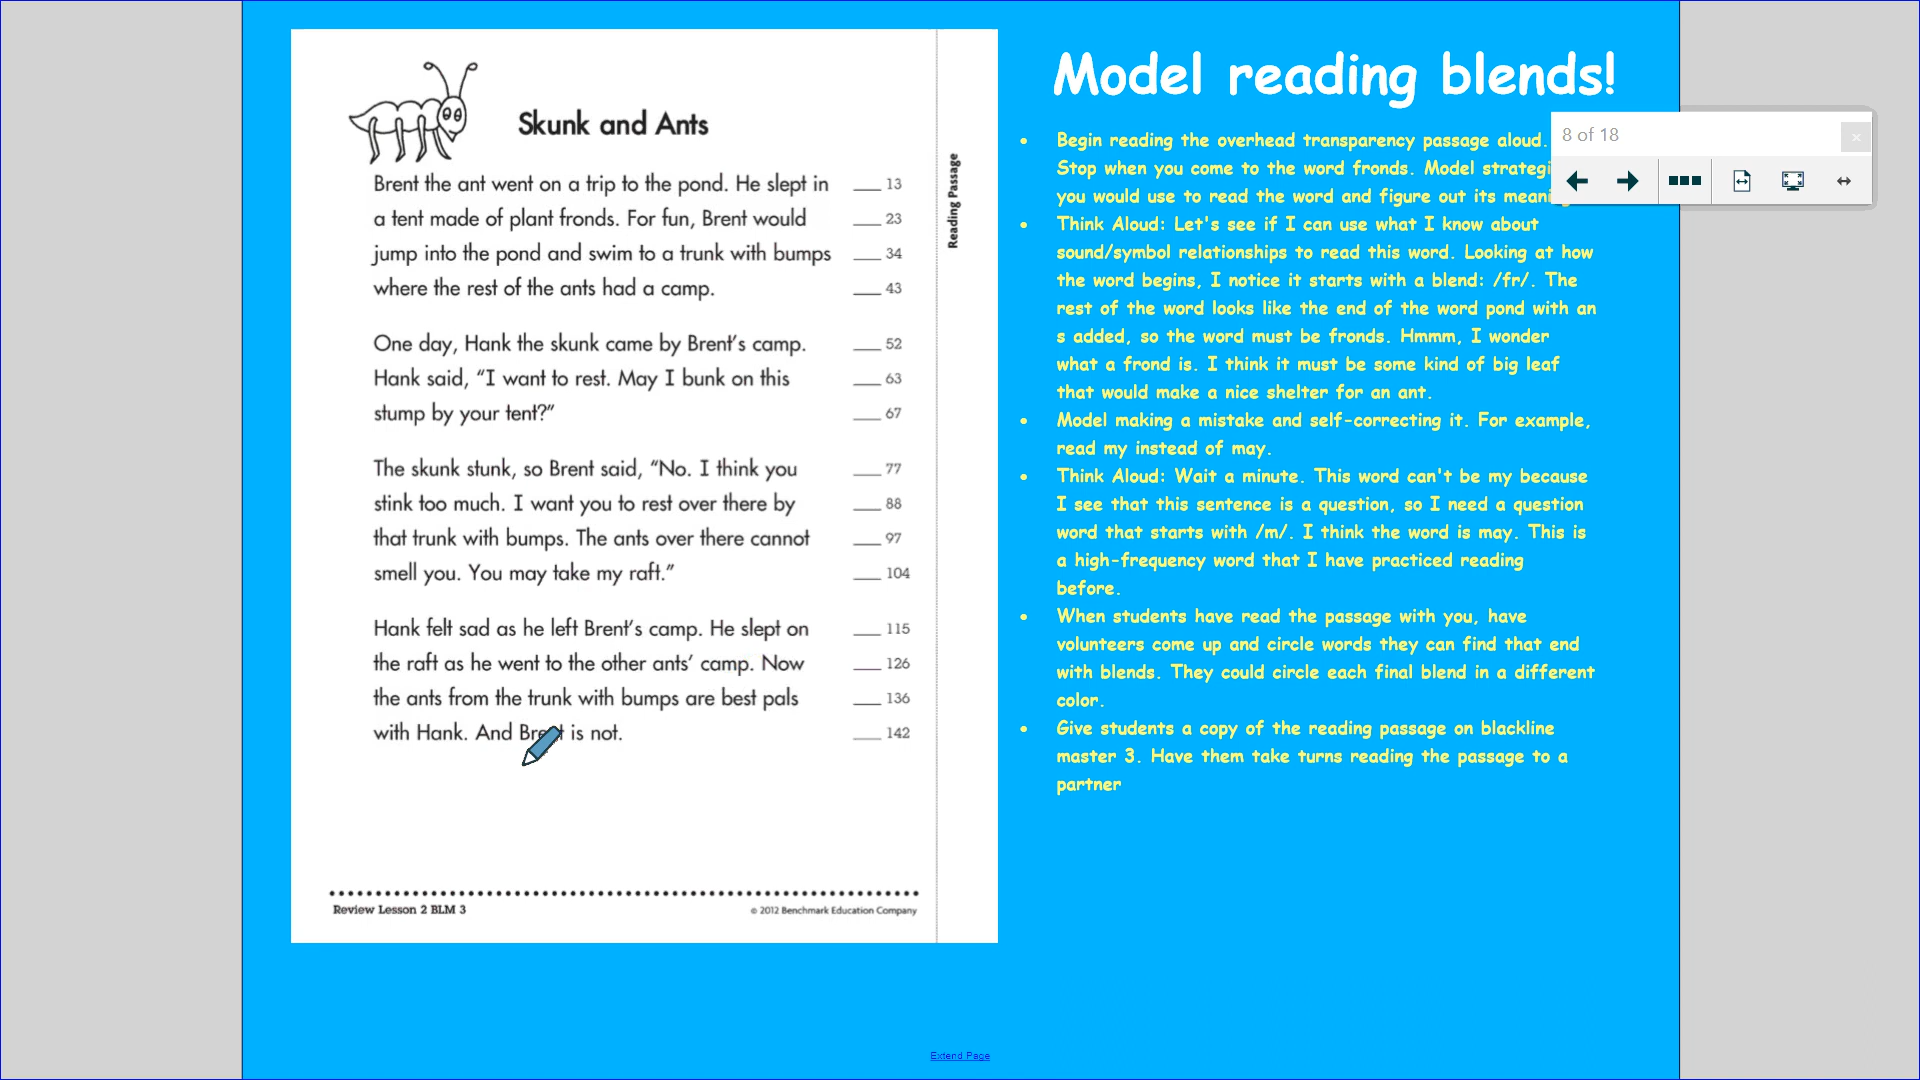 Skunk and Ants
Brent the ant went on a trip to the pond. He slept in ___ 13
a tent made of plant fronds. For fun, Brent would ___ 23
jump into the pond and swim to a trunk with bumps ___ 34
where the rest of the ants had a camp. ___ 43
One day, Hank the skunk came by Brent's camp. ___ 52
Hank said, “I want to rest. May I bunk on this ___ 63
stump by your tent?” ___ 67
The skunk stunk, so Brent said, “No. I think you ___ 77
stink too much. I want you to rest over there by ___ 88
that trunk with bumps. The ants over there cannot ___ 97
smell you. You may take my raft.” ___ 104
Hank felt sad as he left Brent's camp. He slept on ___ 115
the raft as he went to the other ants’ camp. Now ___ 126
the ants from the trunk with bumps are best pals ___ 136
with Hank. And Brent is not. ___ 142
Reading Passage
Review Lesson 2 BLM 3
© 2012 Benchmark Education Company
Model reading blends!
• Begin reading the overhead transparency passage aloud.
Stop when you come to the word fronds. Model
you would use to read the word and figure out its
• Think Aloud: Let's see if I can use what I know about
sound/symbol relationships to read this word. Looking at how
the word begins, I notice it starts with a blend: /fr/. The
rest of the word looks like the end of the word pond with an
s added, so the word must be fronds. Hmmm, I wonder
what a frond is. I think it must be some kind of big leaf
that would make a nice shelter for an ant.
• Model making a mistake and self-correcting it. For example,
read my instead of may.
• Think Aloud: Wait a minute. This word can't be my because
I see that this sentence is a question, so I need a question
word that starts with /m/. I think the word is may. This is
a high-frequency word that I have practiced reading
before.
• When students have read the passage with you, have
volunteers come up and circle words they can find that end
with blends. They could circle each final blend in a different
color.
• Give students a copy of the reading passage on blackline
master 3. Have them take turns reading the passage to a
partner
8 of 18
Extend Page